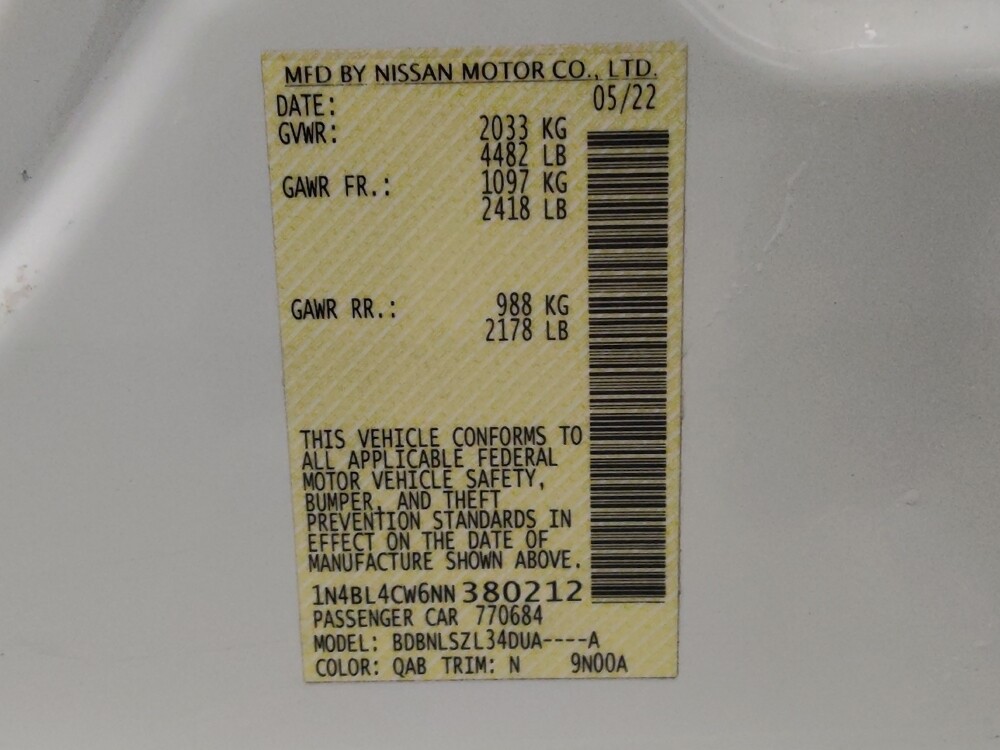 MFD BY NISSAN MOTOR CO., LTD.
DATE: 05/22
GVWR: 2033 KG
4482 LB
GAWR FR.: 1097 KG
2418 LB
GAWR RR.: 988 KG
2178 LB
THIS VEHICLE CONFORMS TO
ALL APPLICABLE FEDERAL
MOTOR VEHICLE SAFETY,
BUMPER, AND THEFT
PREVENTION STANDARDS IN
EFFECT ON THE DATE OF
MANUFACTURE SHOWN ABOVE.
1N4BL4CW6NN380212
PASSENGER CAR 770684
MODEL: BDBNLSZL34DUA----A
COLOR: QAB TRIM: N 9N00A